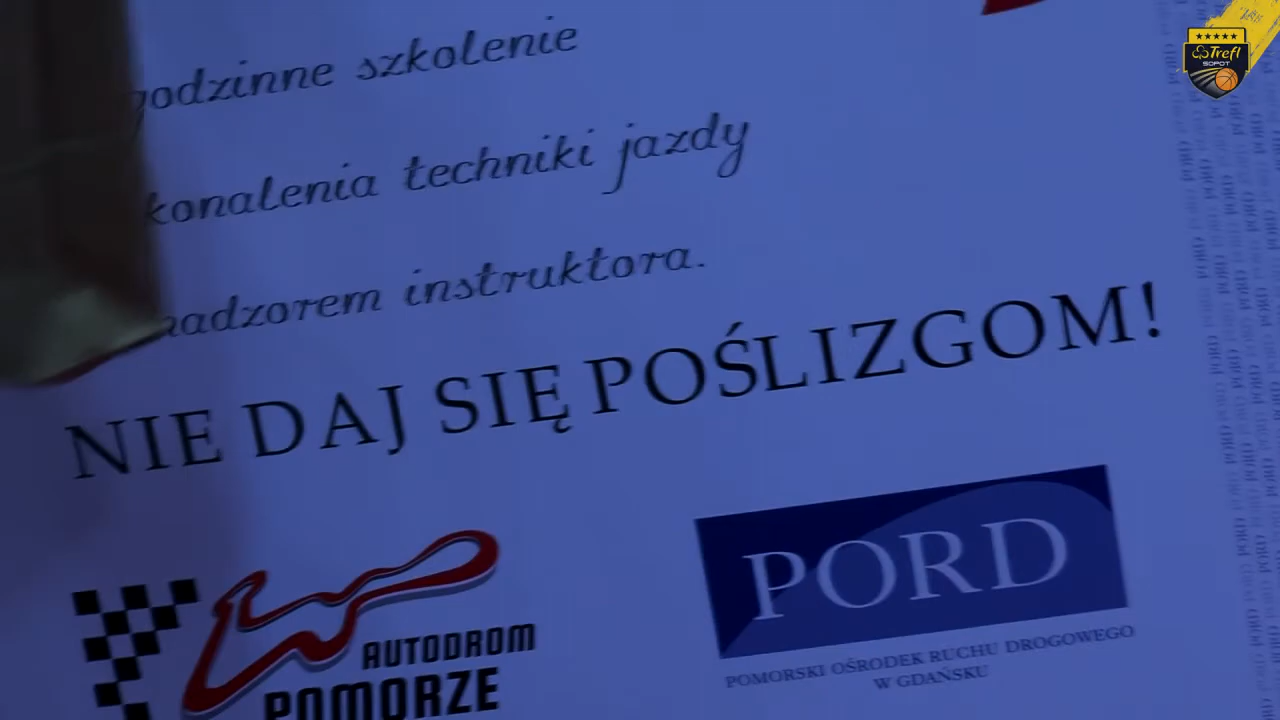 Trefl
SOPOT
godzinne szkolenie
konalenia techniki jazdy
nadzorem instruktora.
NIE DAJ SIĘ POŚLIZGOM!
PORD
AUTODROM
POMORZE
POMORSKI OŚRODEK RUCHU DROGOWEGO
W GDAŃSKU